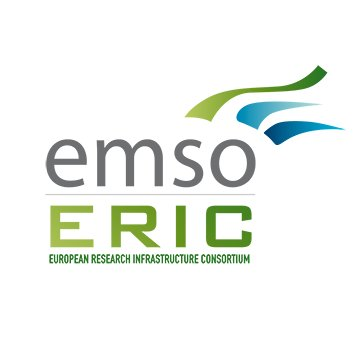 emso
ERIC
EUROPEAN RESEARCH INFRASTRUCTURE CONSORTIUM